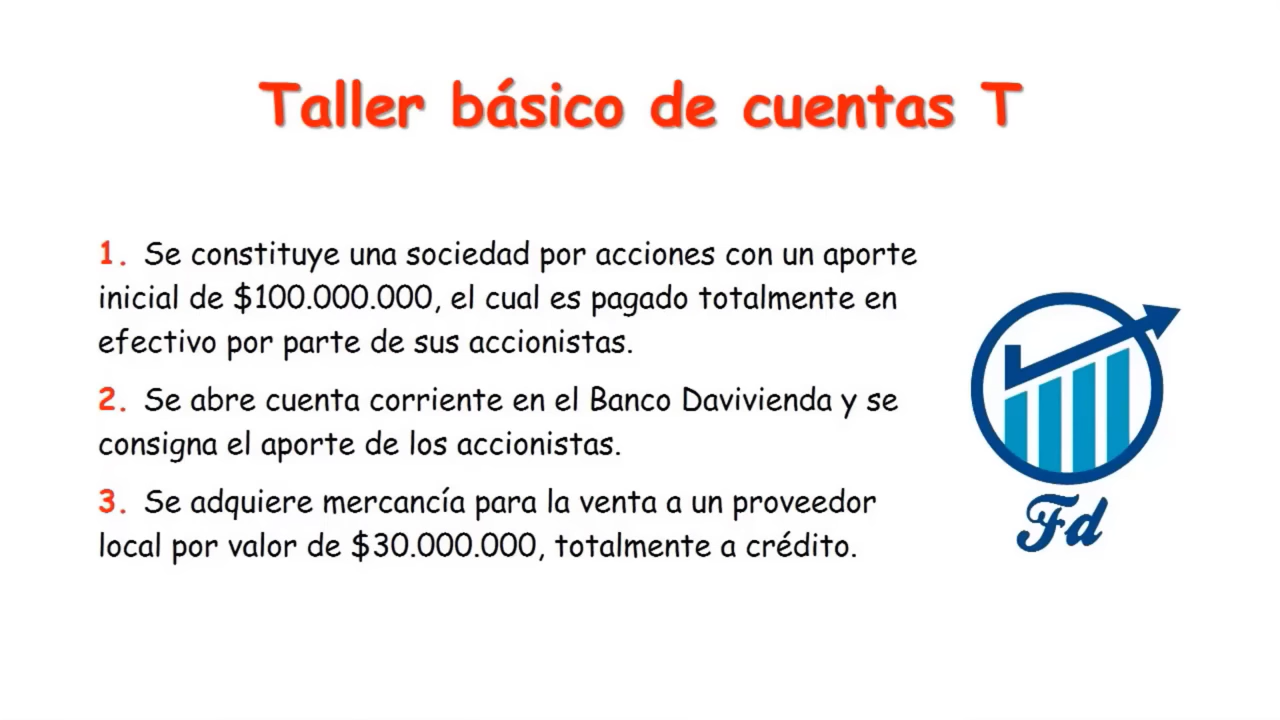 Taller básico de cuentas T
1. Se constituye una sociedad por acciones con un aporte
inicial de $100.000.000, el cual es pagado totalmente en
efectivo por parte de sus accionistas.
2. Se abre cuenta corriente en el Banco Davivienda y se
consigna el aporte de los accionistas.
3. Se adquiere mercancía para la venta a un proveedor
local por valor de $30.000.000, totalmente a crédito.
Fd